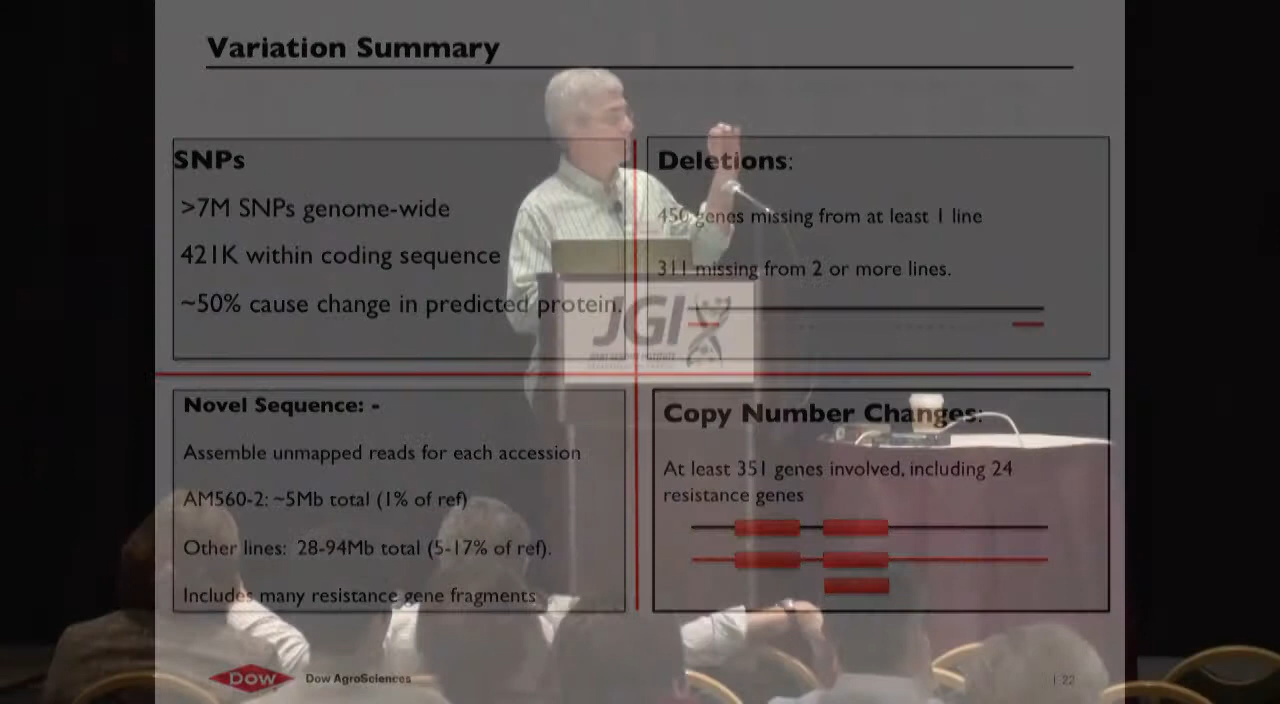 Variation Summary
SNPs
>7M SNPs genome-wide
421K within coding sequence
~50% cause change in predicted protein.
Deletions:
450 genes missing from at least 1 line
311 missing from 2 or more lines.
JGI
JOINT GENOME INSTITUTE
Novel Sequence: -
Assemble unmapped reads for each accession
AM560-2: ~5Mb total (1% of ref)
Other lines: 28-94Mb total (5-17% of ref).
Includes many resistance gene fragments
Copy Number Changes:
At least 351 genes involved, including 24
resistance genes
DOW
Dow AgroSciences
| 22